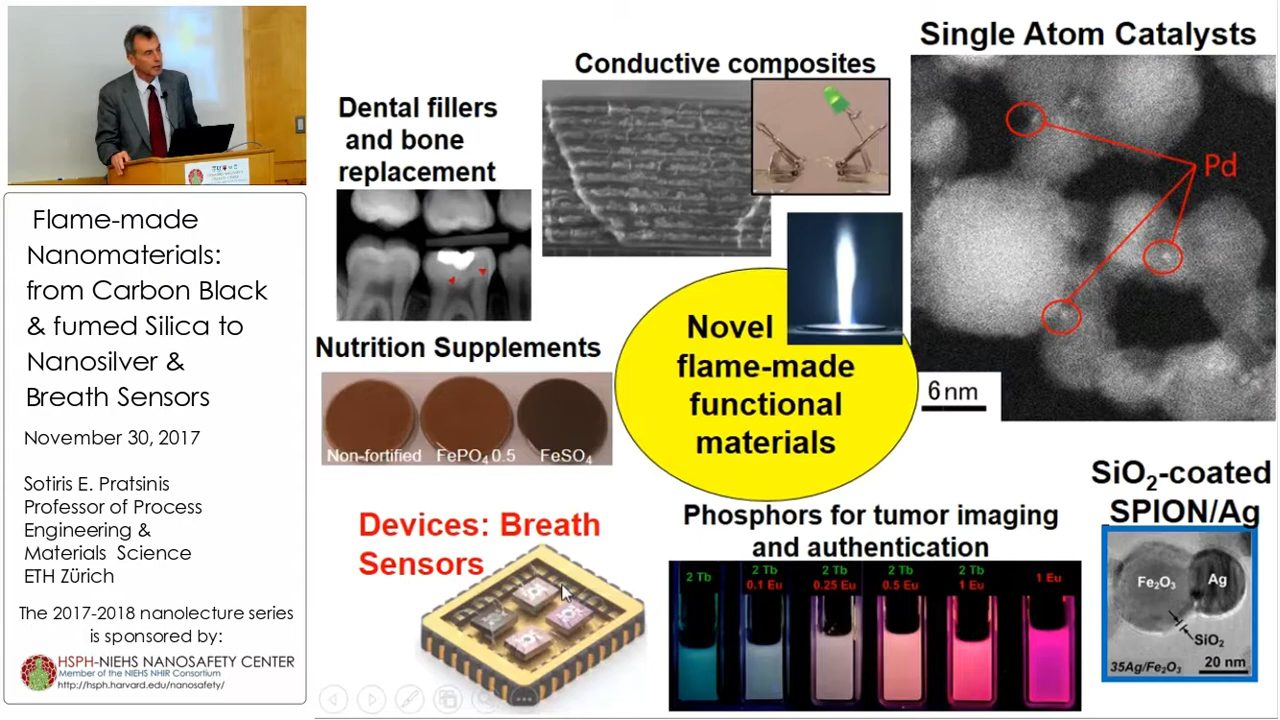 Flame-made
Nanomaterials:
from Carbon Black
& fumed Silica to
Nanosilver &
Breath Sensors
November 30, 2017
Sotiris E. Pratsinis
Professor of Process
Engineering &
Materials Science
ETH Zürich
The 2017-2018 nanolecture series
is sponsored by:
HSPH-NIEHS NANOSAFETY CENTER
Member of the NIEHS NHIR Consortium
http://hsph.harvard.edu/nanosafety/
Dental fillers
and bone
replacement
Conductive composites
Single Atom Catalysts
Pd
6 nm
Novel
flame-made
functional
materials
Nutrition Supplements
Non-fortified
FePO₄ 0.5
FeSO₄
Devices: Breath
Sensors
Phosphors for tumor imaging
and authentication
2 Tb
2 Tb
0.1 Eu
2 Tb
0.25 Eu
2 Tb
0.5 Eu
2 Tb
1 Eu
1 Eu
SiO₂-coated
SPION/Ag
Fe₂O₃
Ag
SiO₂
35Ag/Fe₂O₃
20 nm